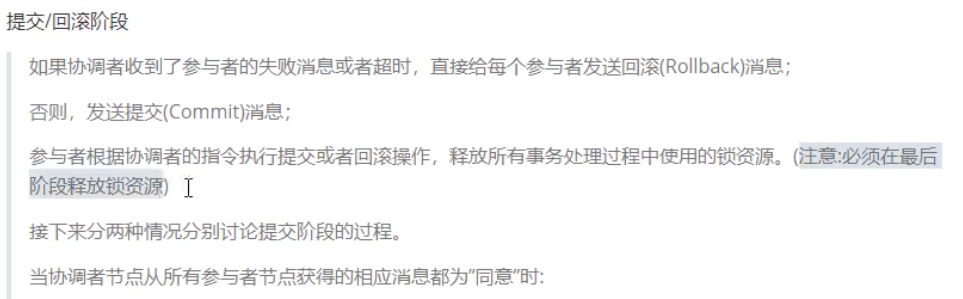 提交/回滚阶段
如果协调者收到了参与者的失败消息或者超时，直接给每个参与者发送回滚(Rollback)消息；
否则，发送提交(Commit)消息；
参与者根据协调者的指令执行提交或者回滚操作，释放所有事务处理过程中使用的锁资源。(注意:必须在最后
阶段释放锁资源)
接下来分两种情况分别讨论提交阶段的过程。
当协调者节点从所有参与者节点获得的相应消息都为”同意”时: